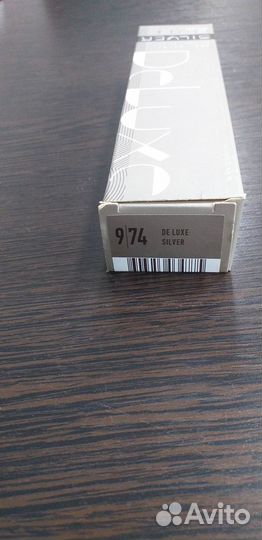 SILVER
DeLuxe
9/74
DE LUXE
SILVER
Avito